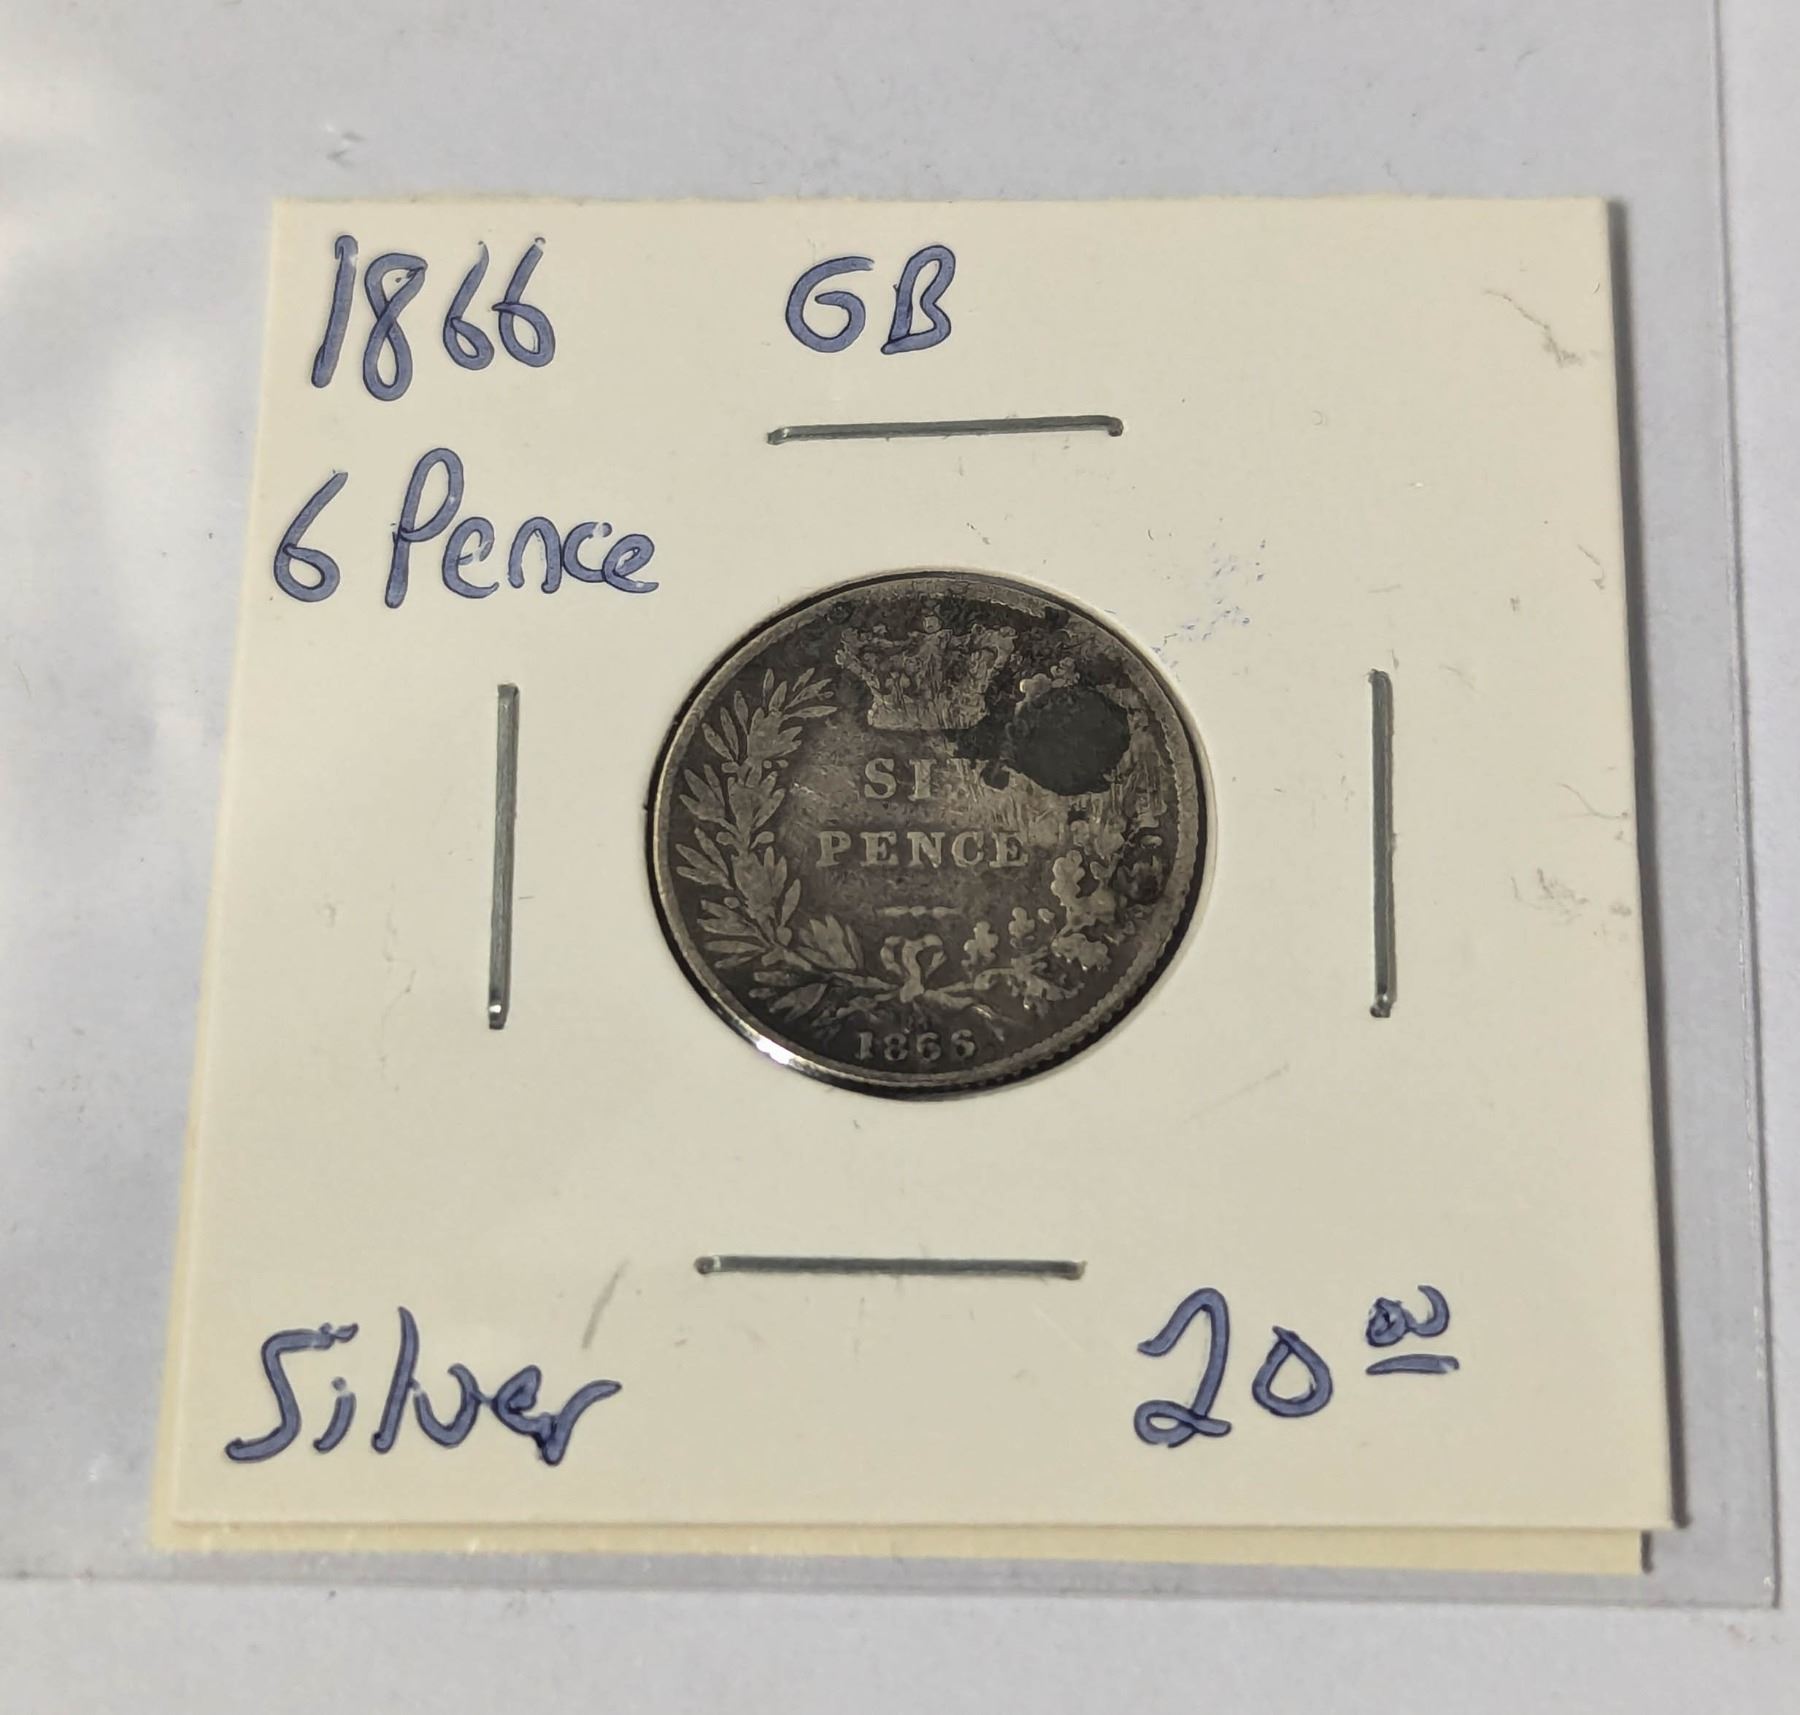 1866 GB
6 Pence
SIX
PENCE
1866
Silver 20.00